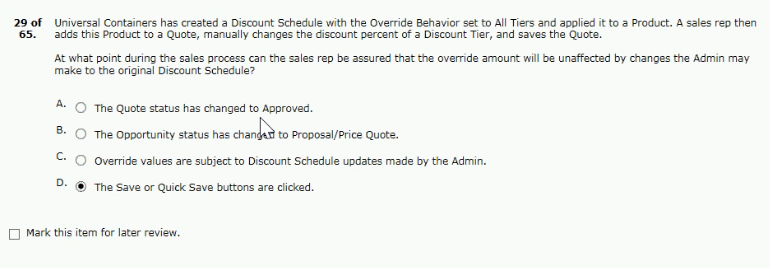 29 of Universal Containers has created a Discount Schedule with the Override Behavior set to All Tiers and applied it to a Product. A sales rep then
65. adds this Product to a Quote, manually changes the discount percent of a Discount Tier, and saves the Quote.
At what point during the sales process can the sales rep be assured that the override amount will be unaffected by changes the Admin may
make to the original Discount Schedule?
A. The Quote status has changed to Approved.
B. The Opportunity status has changed to Proposal/Price Quote.
C. Override values are subject to Discount Schedule updates made by the Admin.
D. The Save or Quick Save buttons are clicked.
Mark this item for later review.